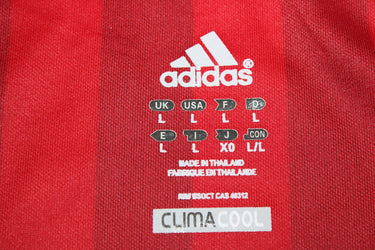 adidas
UK USA F D
L L L L
E I J CON
L L XO L/L
MADE IN THAILAND
FABRIQUE EN THAILANDE
CLIMACOOL